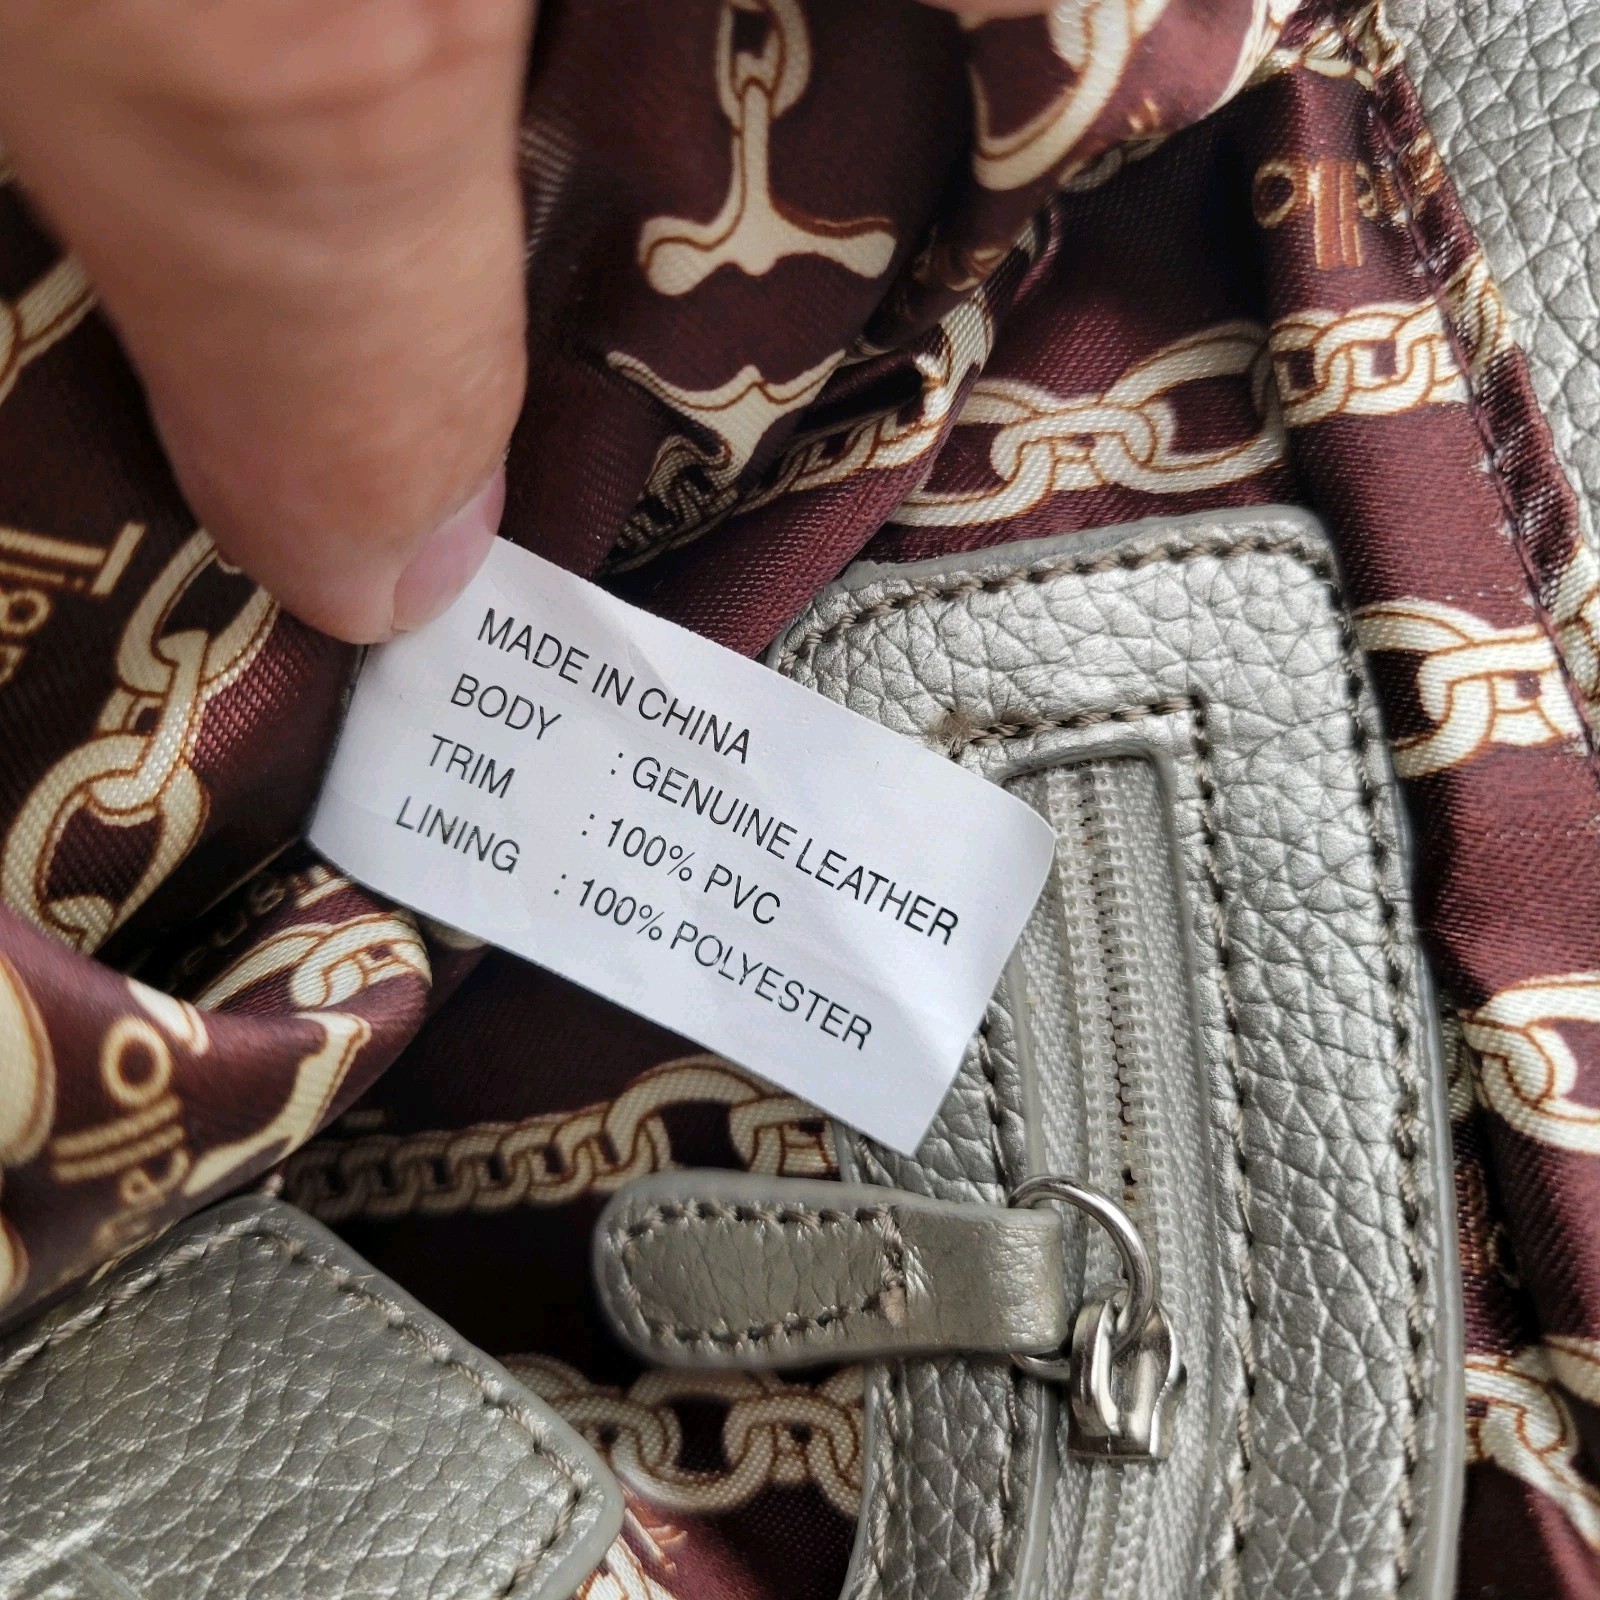 MADE IN CHINA
BODY : GENUINE LEATHER
TRIM : 100% PVC
LINING : 100% POLYESTER